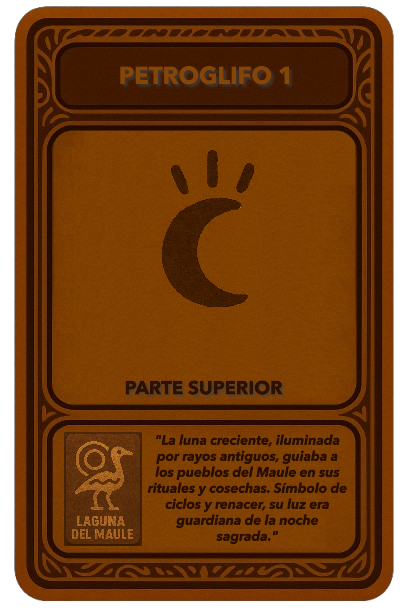 PETROGLIFO 1
PARTE SUPERIOR
"La luna creciente, iluminada
por rayos antiguos, guiaba a
los pueblos del Maule en sus
rituales y cosechas. Símbolo de
ciclos y renacer, su luz era
guardiana de la noche
sagrada."
LAGUNA
DEL MAULE